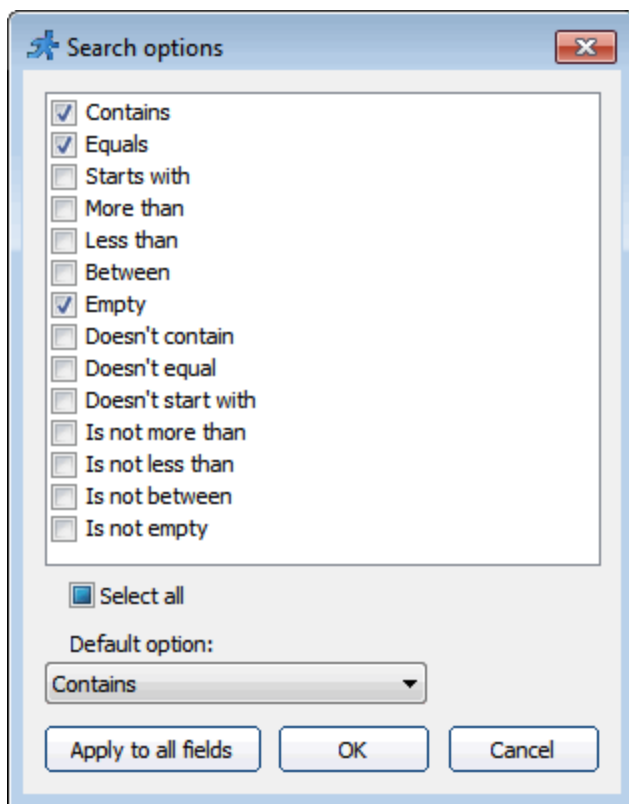 Search options
Contains
Equals
Starts with
More than
Less than
Between
Empty
Doesn't contain
Doesn't equal
Doesn't start with
Is not more than
Is not less than
Is not between
Is not empty
Select all
Default option:
Contains
Apply to all fields OK Cancel